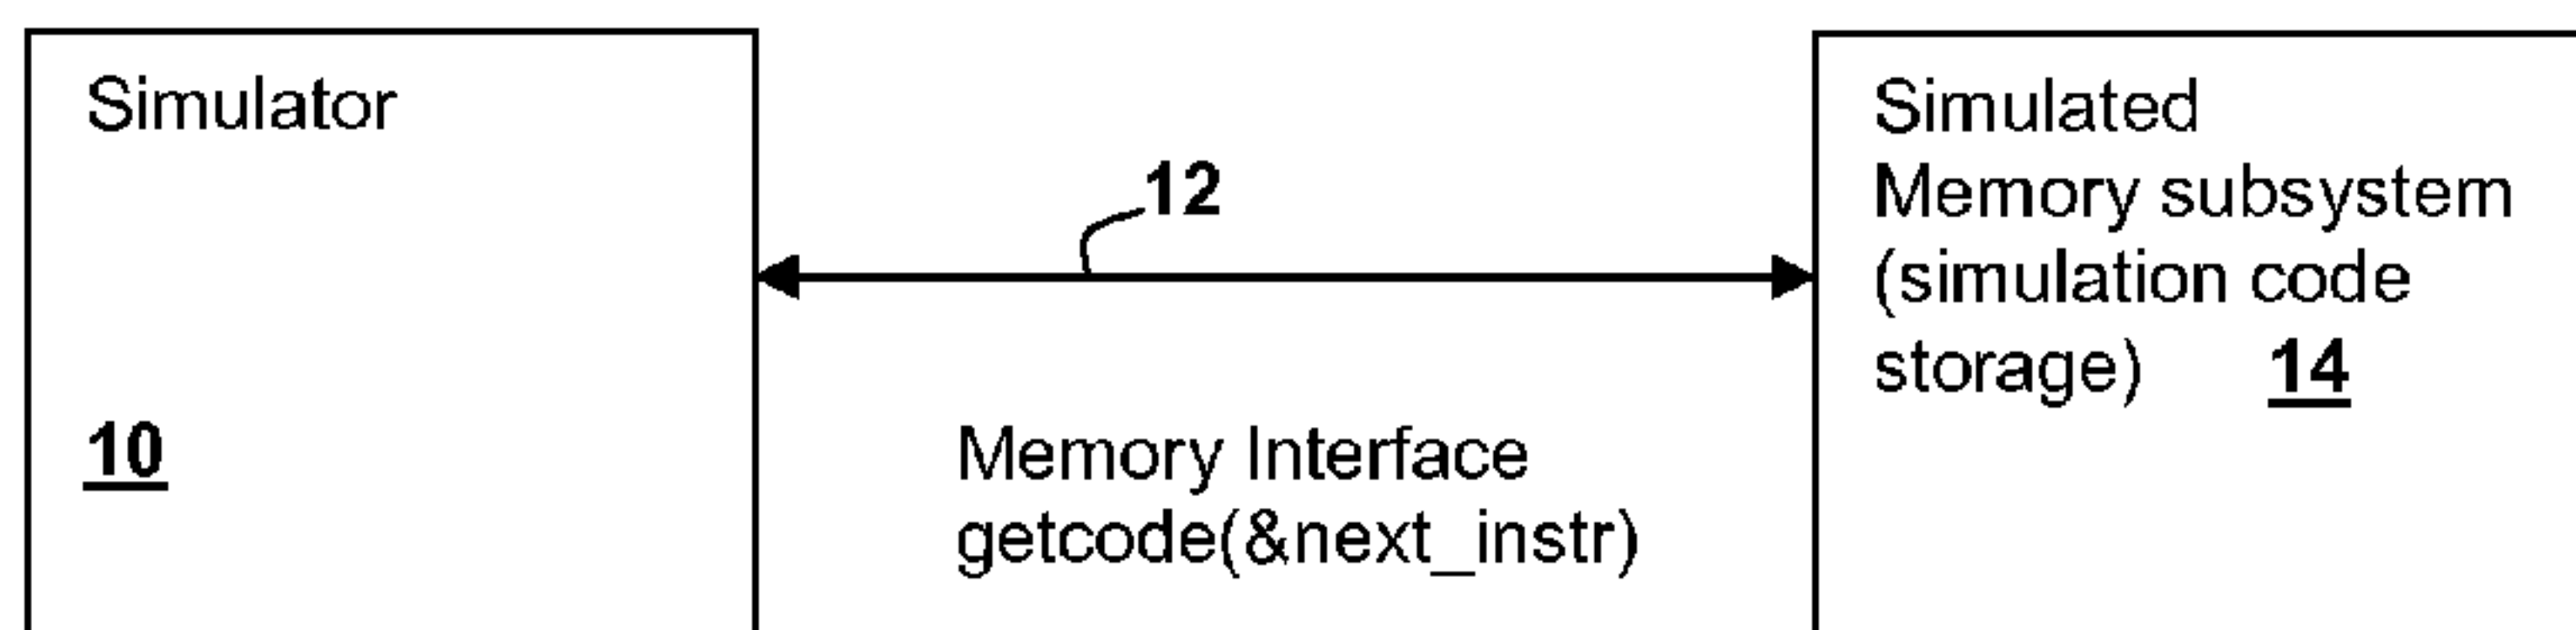 Simulator
10
12
Memory Interface
getcode(&next_instr)
Simulated
Memory subsystem
(simulation code
storage) 14